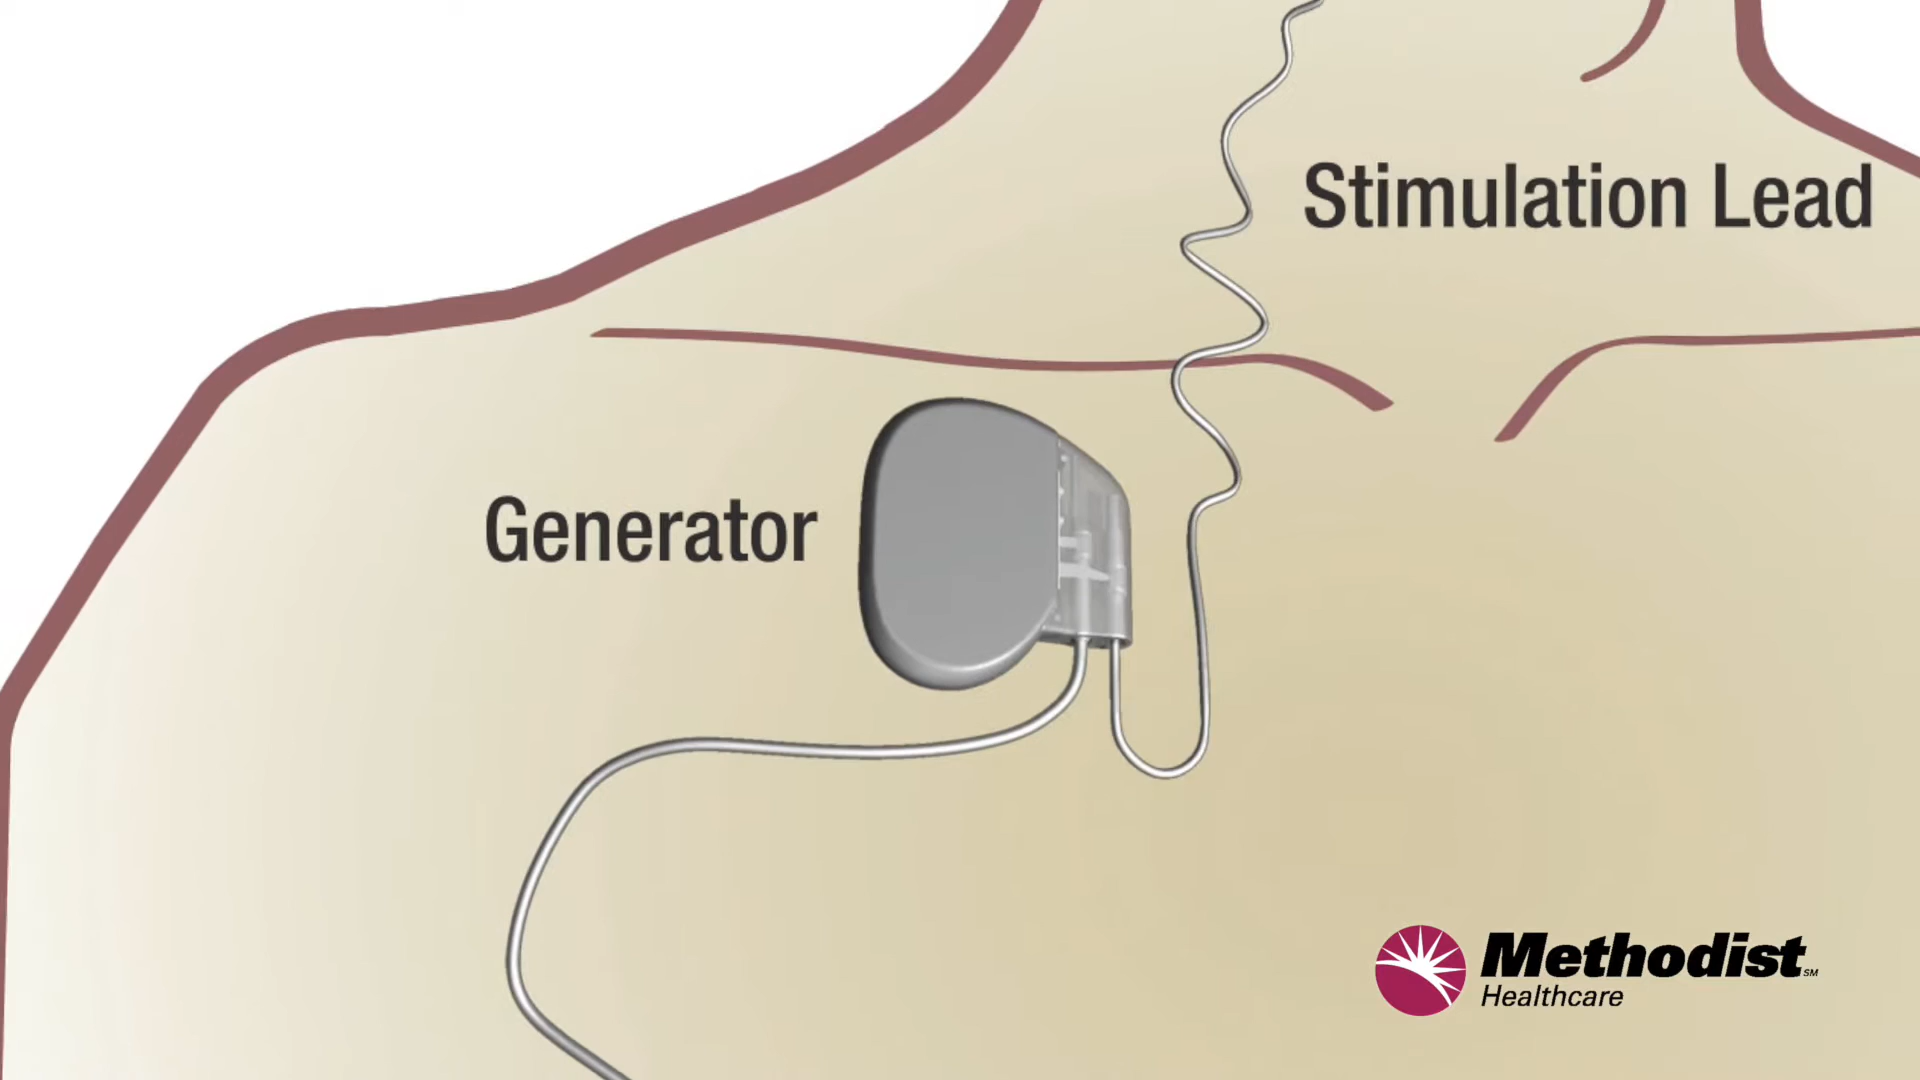 Stimulation Lead
Generator
Methodist SM
Healthcare